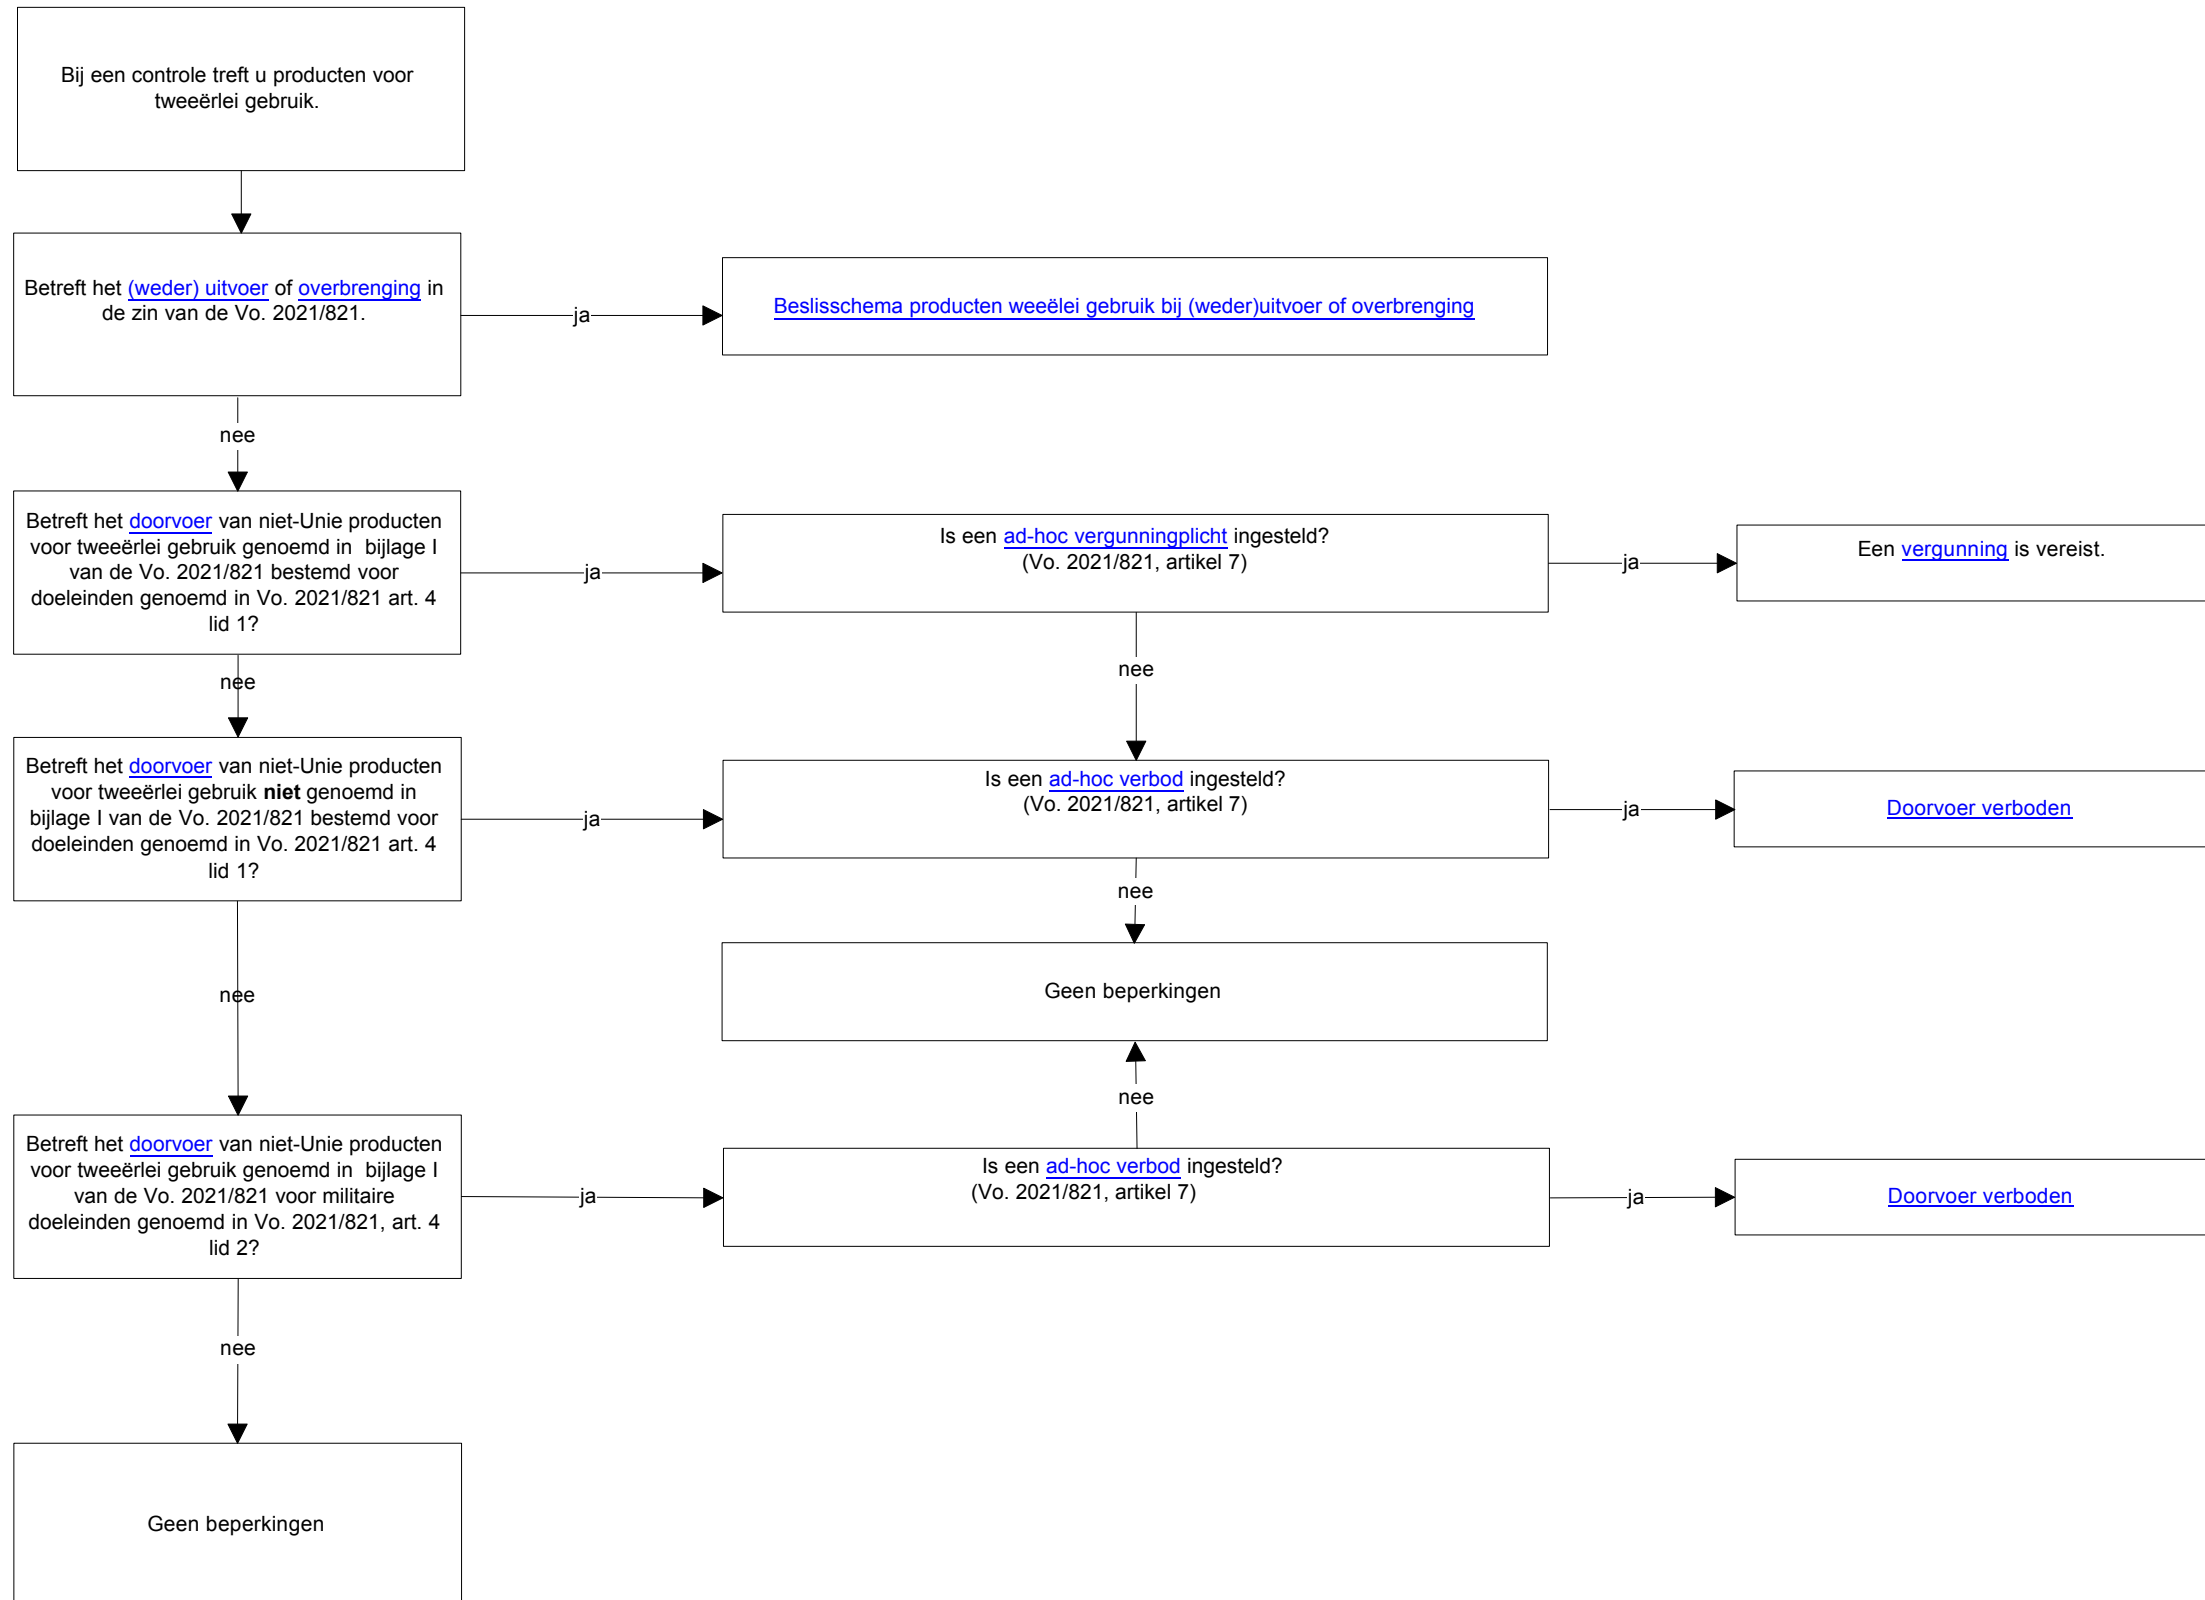 Bij een controle treft u producten voor
tweeërlei gebruik.
Betreft het (weder) uitvoer of overbrenging in
de zin van de Vo. 2021/821.
ja
Beslisschema producten weeëlei gebruik bij (weder)uitvoer of overbrenging
nee
Betreft het doorvoer van niet-Unie producten
voor tweeërlei gebruik genoemd in bijlage I
van de Vo. 2021/821 bestemd voor
doeleinden genoemd in Vo. 2021/821 art. 4
lid 1?
ja
Is een ad-hoc vergunningplicht ingesteld?
(Vo. 2021/821, artikel 7)
ja
Een vergunning is vereist.
nee
nee
Betreft het doorvoer van niet-Unie producten
voor tweeërlei gebruik niet genoemd in
bijlage I van de Vo. 2021/821 bestemd voor
doeleinden genoemd in Vo. 2021/821 art. 4
lid 1?
ja
Is een ad-hoc verbod ingesteld?
(Vo. 2021/821, artikel 7)
ja
Doorvoer verboden
nee
Geen beperkingen
nee
nee
Betreft het doorvoer van niet-Unie producten
voor tweeërlei gebruik genoemd in bijlage I
van de Vo. 2021/821 voor militaire
doeleinden genoemd in Vo. 2021/821, art. 4
lid 2?
ja
Is een ad-hoc verbod ingesteld?
(Vo. 2021/821, artikel 7)
ja
Doorvoer verboden
nee
Geen beperkingen